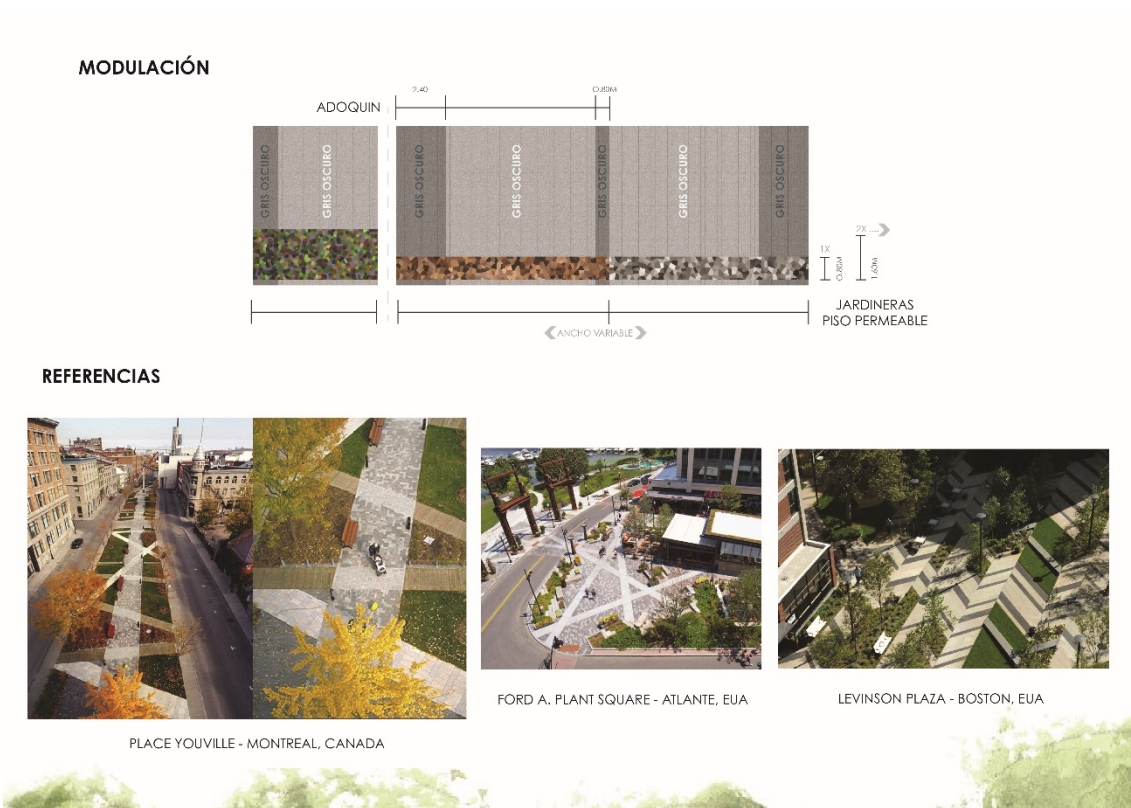 MODULACIÓN
2.40
0.80M
ADOQUIN
GRIS OSCURO
GRIS OSCURO
GRIS OSCURO
GRIS OSCURO
GRIS OSCURO
GRIS OSCURO
GRIS OSCURO
2X ....
1X
0.80M
1.60M
JARDINERAS
PISO PERMEABLE
ANCHO VARIABLE
REFERENCIAS
FORD A. PLANT SQUARE - ATLANTE, EUA
LEVINSON PLAZA - BOSTON, EUA
PLACE YOUVILLE - MONTREAL, CANADA